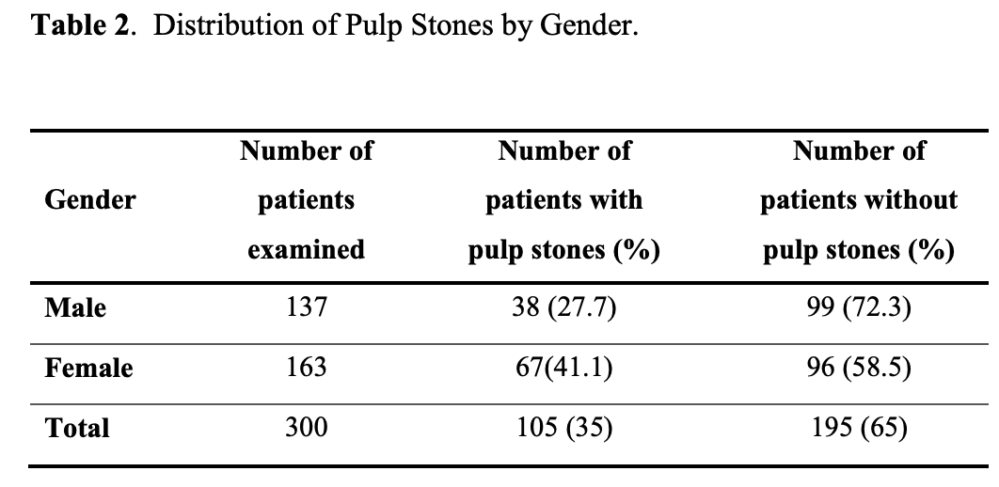 Table 2. Distribution of Pulp Stones by Gender.
Number of Number of Number of
Gender patients patients with patients without
examined pulp stones (%) pulp stones (%)
Male 137 38 (27.7) 99 (72.3)
Female 163 67(41.1) 96 (58.5)
Total 300 105 (35) 195 (65)